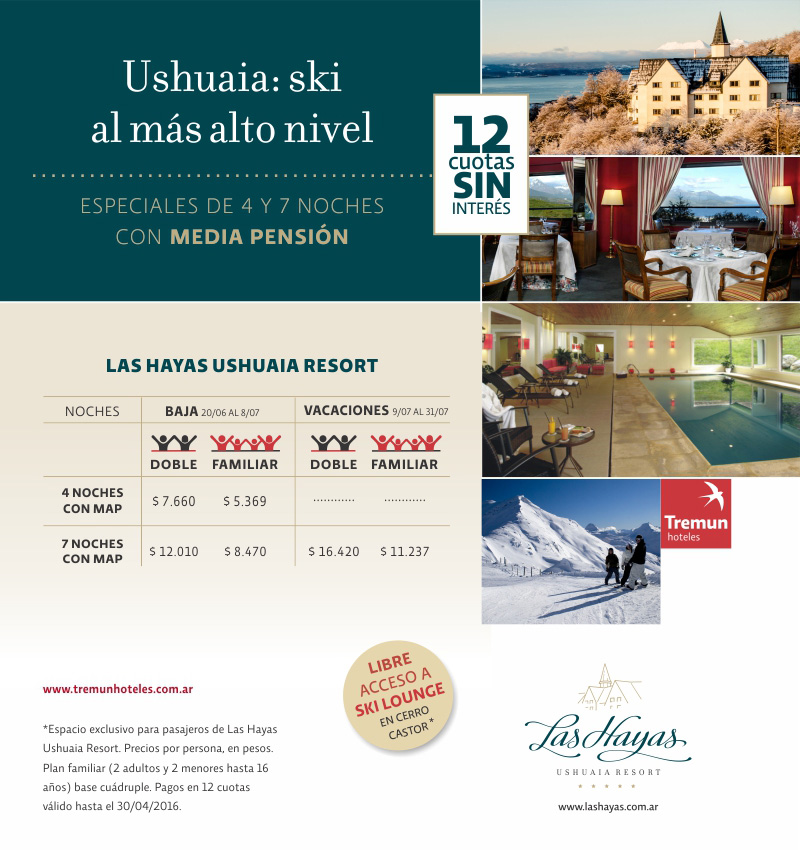 Ushuaia: ski
al más alto nivel
ESPECIALES DE 4 Y 7 NOCHES
CON MEDIA PENSIÓN
12
cuotas
SIN
INTERÉS
LAS HAYAS USHUAIA RESORT
NOCHES BAJA 20/06 AL 8/07 VACACIONES 9/07 AL 31/07
DOBLE FAMILIAR DOBLE FAMILIAR
4 NOCHES
CON MAP
$ 7.660 $ 5.369 ............ ............
7 NOCHES
CON MAP
$ 12.010 $ 8.470 $ 16.420 $ 11.237
Tremun
hoteles
www.tremunhoteles.com.ar
LIBRE
ACCESO A
SKI LOUNGE
EN CERRO
CASTOR*
*Espacio exclusivo para pasajeros de Las Hayas
Ushuaia Resort. Precios por persona, en pesos.
Plan familiar (2 adultos y 2 menores hasta 16
años) base cuádruple. Pagos en 12 cuotas
válido hasta el 30/04/2016.
Las Hayas
USHUAIA RESORT
www.lashayas.com.ar